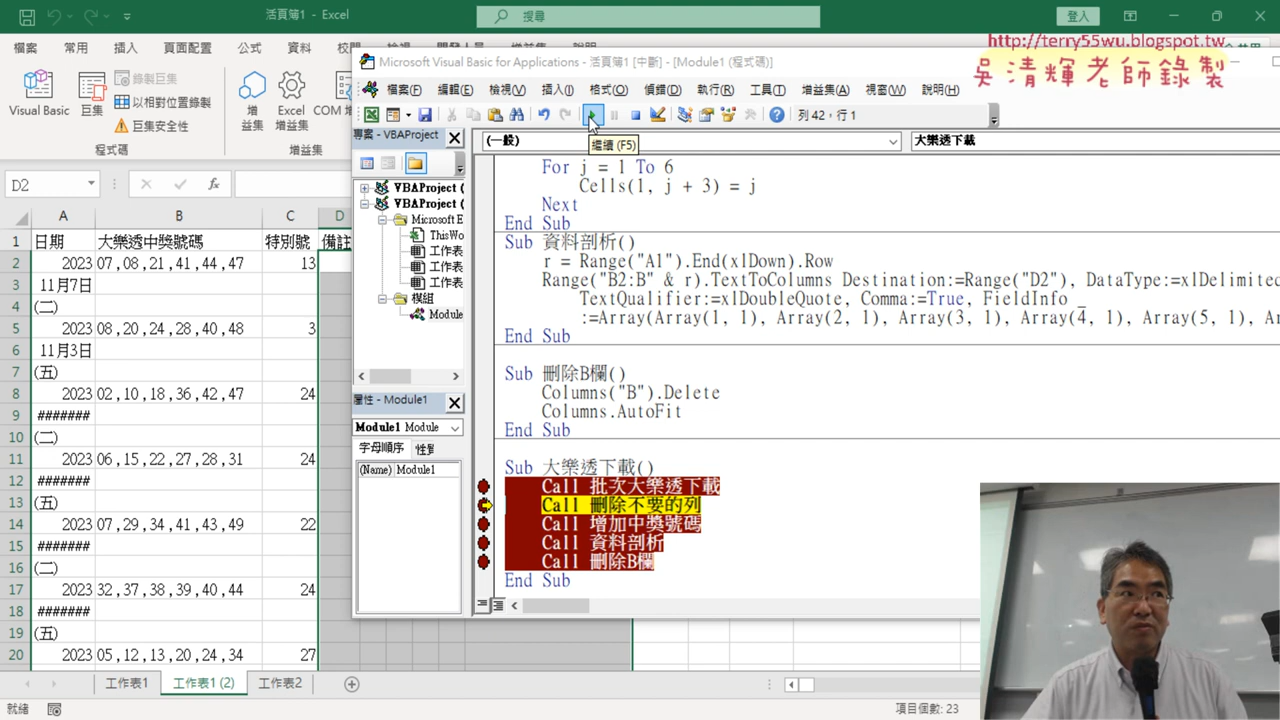 活頁簿1 - Excel
搜尋
登入
http://terry55wu.blogspot.tw
吳清輝老師錄製
檔案 常用 插入 頁面配置 公式 資料
Visual Basic
巨集
錄製巨集
以相對位置錄製
巨集安全性
增益集
Excel 增益集
程式碼
增益集
Microsoft Visual Basic for Applications - 活頁簿1 [中斷] - [Module1 (程式碼)]
檔案(F) 編輯(E) 檢視(V) 插入(I) 格式(O) 偵錯(D) 執行(R) 工具(T) 增益集(A) 視窗(W) 說明(H)
列 42，行 1
繼續 (F5)
專案 - VBAProject
(一般)
大樂透下載
VBAProject (
VBAProject (
Microsoft E
ThisWo
工作表
工作表
工作表
模組
Module
屬性 - Module1
Module1 Module
字母順序
(Name) Module1
For j = 1 To 6
Cells(1, j + 3) = j
Next
End Sub
Sub 資料剖析()
r = Range("A1").End(xlDown).Row
Range("B2:B" & r).TextToColumns Destination:=Range("D2"), DataType:=xlDelimited
TextQualifier:=xlDoubleQuote, Comma:=True, FieldInfo _
:=Array(Array(1, 1), Array(2, 1), Array(3, 1), Array(4, 1), Array(5, 1), A
End Sub
Sub 刪除B欄()
Columns("B").Delete
Columns.AutoFit
End Sub
Sub 大樂透下載()
Call 批次大樂透下載
Call 刪除不要的列
Call 增加中獎號碼
Call 資料剖析
Call 刪除B欄
End Sub
D2
A B C D
1 日期 大樂透中獎號碼 特別號 備註
2 2023 07,08,21,41,44,47 13
3 11月7日
4 (二)
5 2023 08,20,24,28,40,48 3
6 11月3日
7 (五)
8 2023 02,10,18,36,42,47 24
9 #######
10 (二)
11 2023 06,15,22,27,28,31 24
12 #######
13 (五)
14 2023 07,29,34,41,43,49 22
15 #######
16 (二)
17 2023 32,37,38,39,40,44 24
18 #######
19 (五)
20 2023 05,12,13,20,24,34 27
工作表1 工作表1 (2) 工作表2
就緒
項目個數: 23